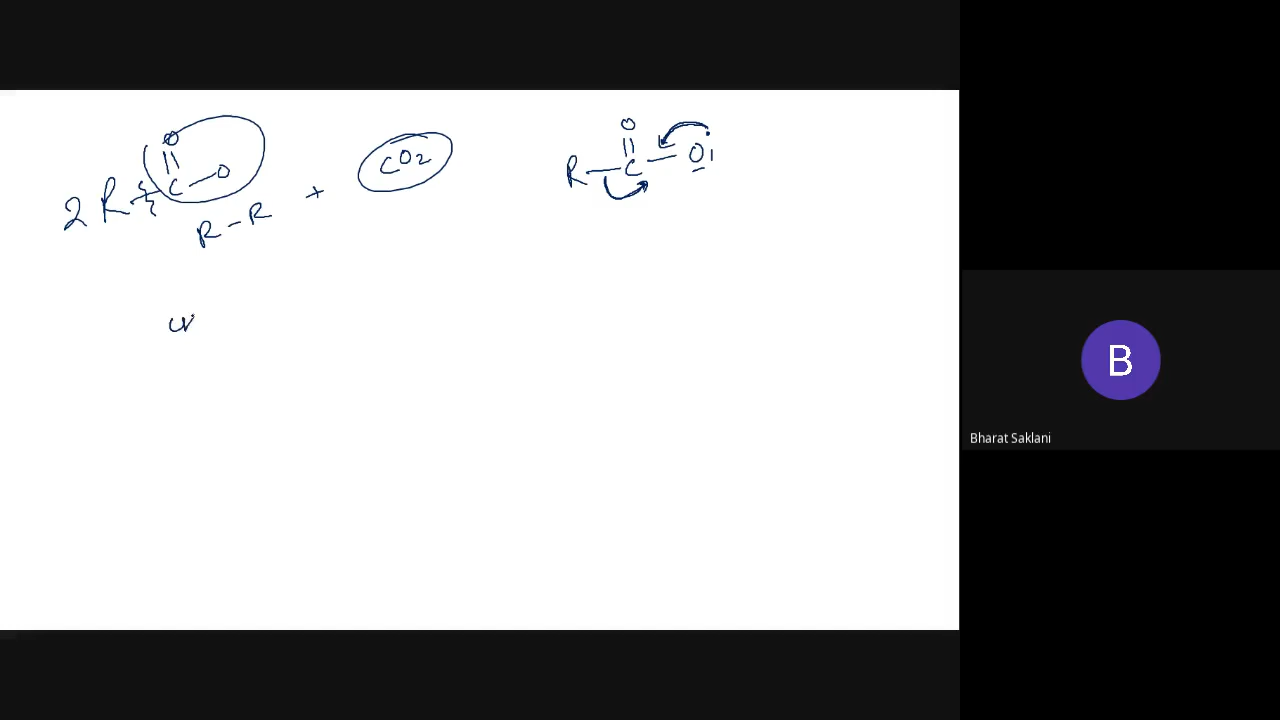 2 R - C - O
O
R - R + CO2
O
R - C - O
B
Bharat Saklani